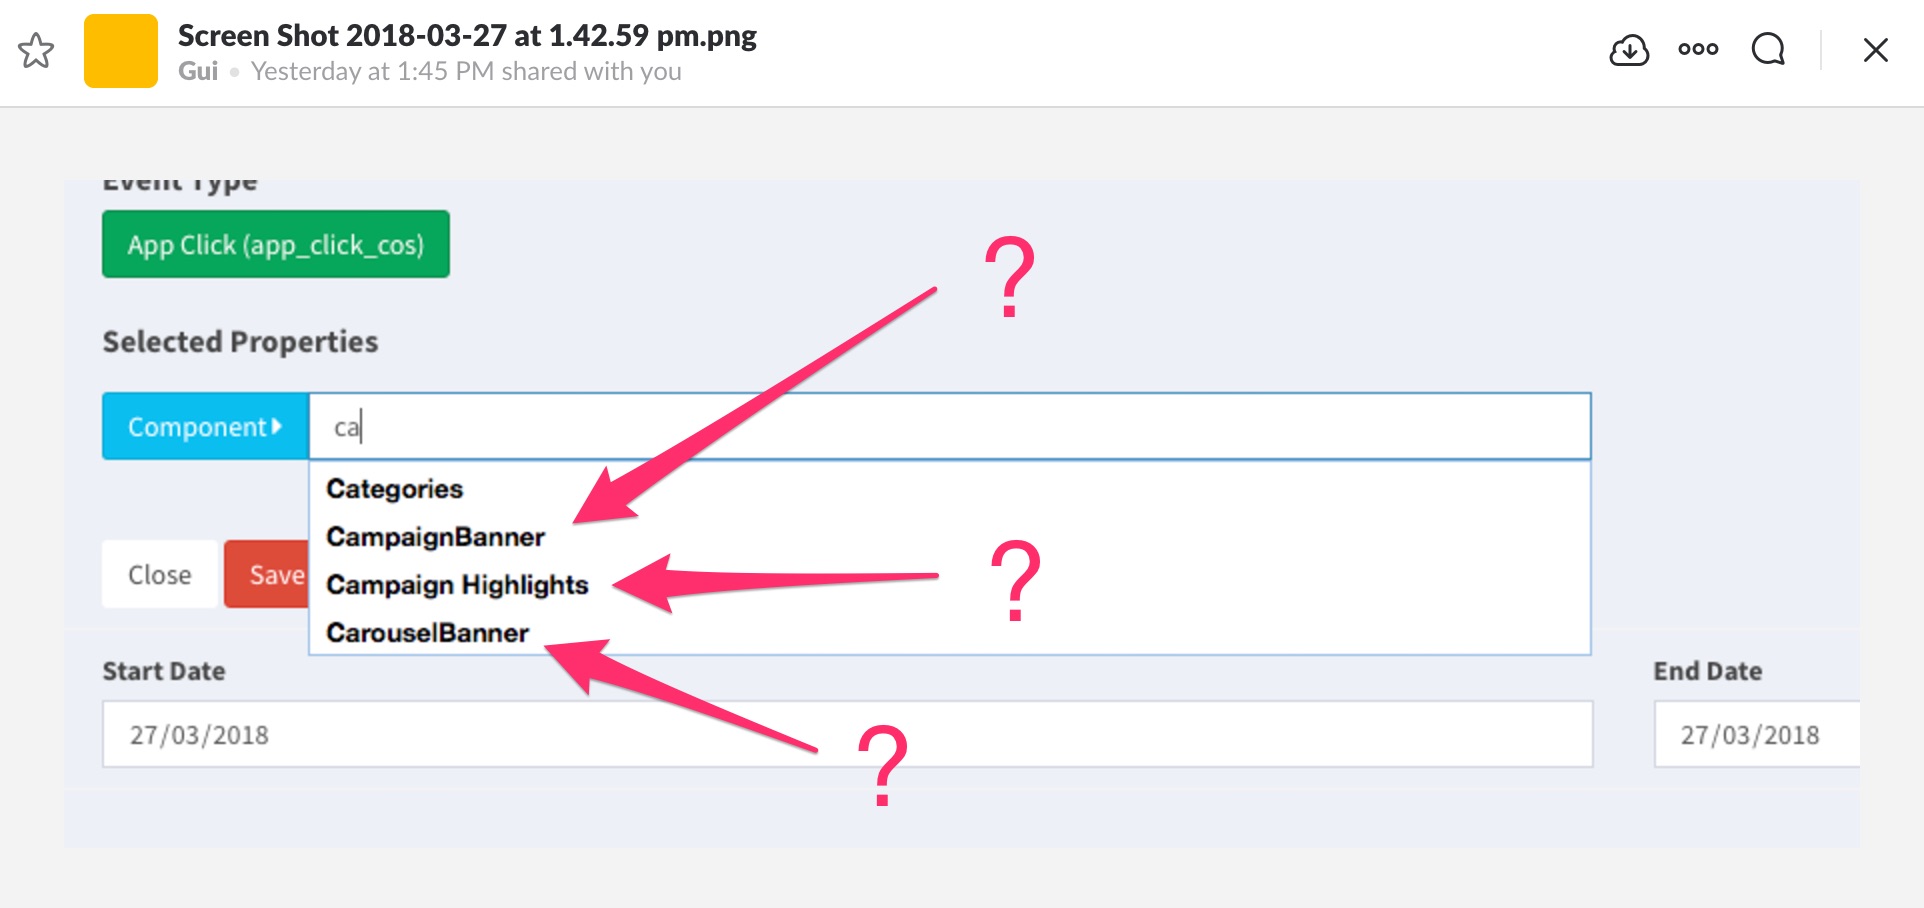 Screen Shot 2018-03-27 at 1.42.59 pm.png
Gui • Yesterday at 1:45 PM shared with you
Event Type
App Click (app_click_cos)
?
Selected Properties
Component ca
Categories
CampaignBanner
?
Close Save Campaign Highlights
CarouselBanner
Start Date End Date
27/03/2018 27/03/2018
?